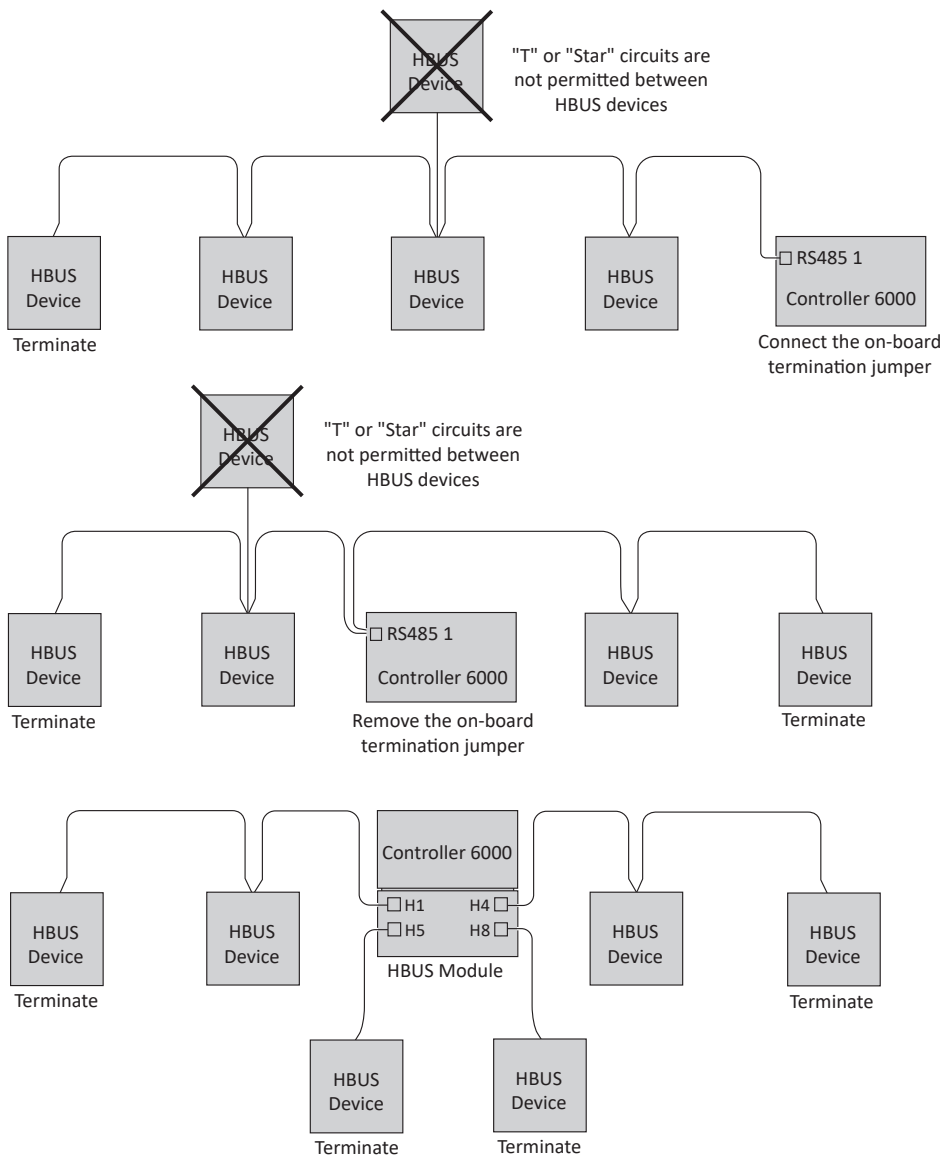 HBUS
Device
"T" or "Star" circuits are
not permitted between
HBUS devices
HBUS
Device
Terminate
HBUS
Device
HBUS
Device
HBUS
Device
RS485 1
Controller 6000
Connect the on-board
termination jumper
HBUS
Device
"T" or "Star" circuits are
not permitted between
HBUS devices
HBUS
Device
Terminate
HBUS
Device
RS485 1
Controller 6000
Remove the on-board
termination jumper
HBUS
Device
HBUS
Device
Terminate
Controller 6000
H1 H4
H5 H8
HBUS Module
HBUS
Device
Terminate
HBUS
Device
HBUS
Device
HBUS
Device
Terminate
HBUS
Device
Terminate
HBUS
Device
Terminate